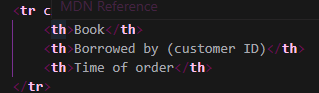 MDN Reference
<tr c
<th>Book</th>
<th>Borrowed by (customer ID)</th>
<th>Time of order</th>
</tr>